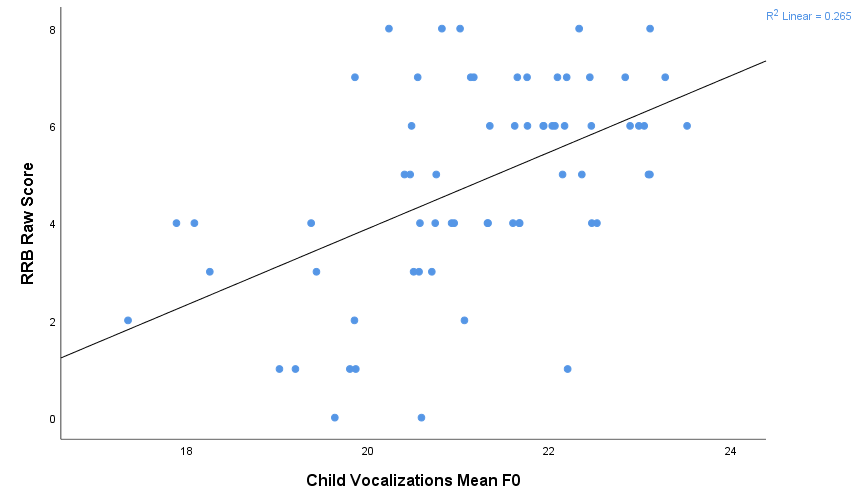 R2 Linear = 0.265
8
6
4
2
0
RRB Raw Score
18 20 22 24
Child Vocalizations Mean F0